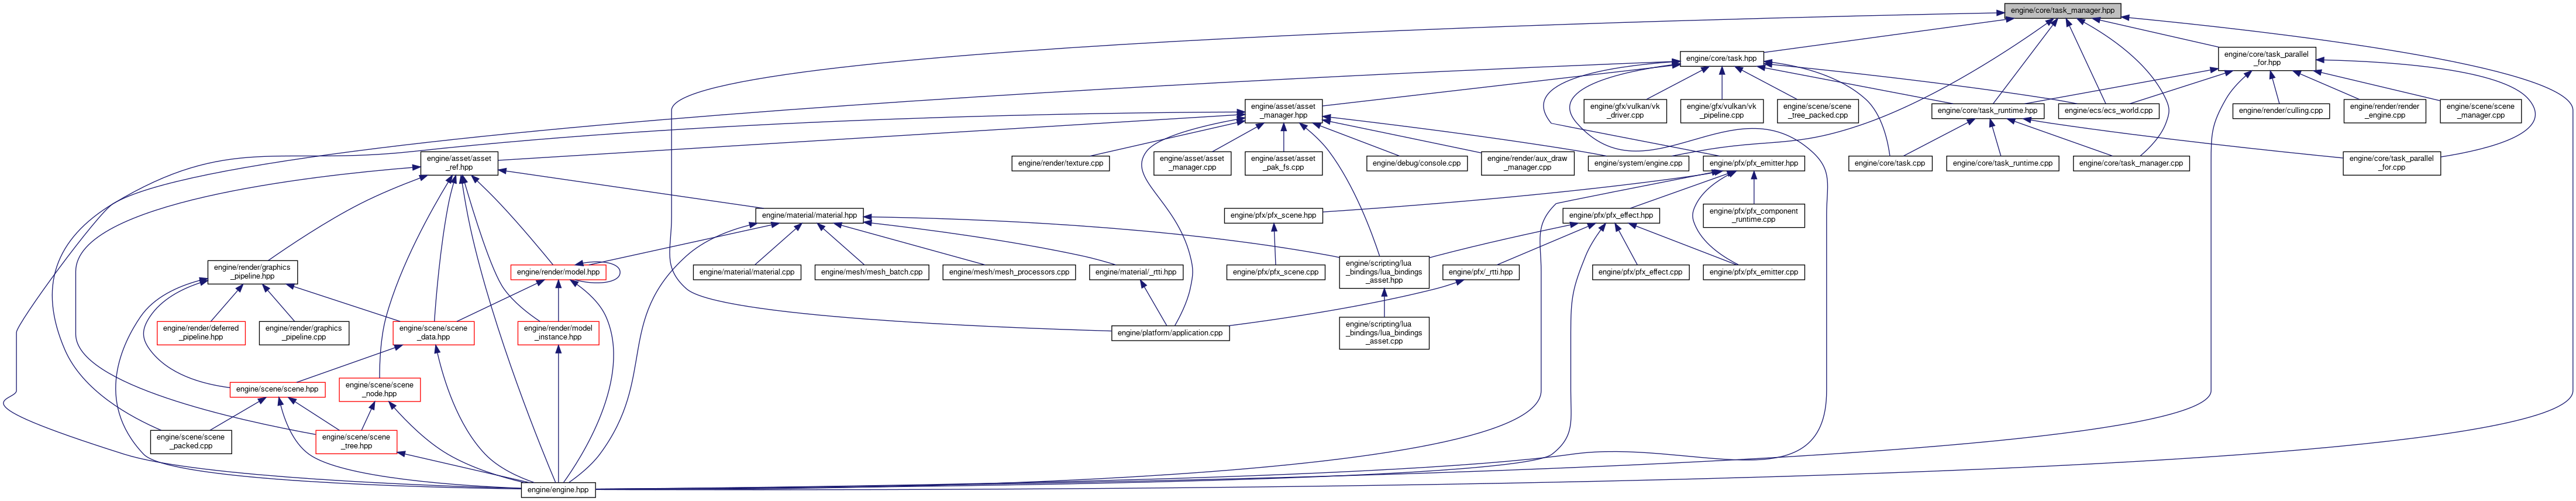 engine/core/task_manager.hpp
engine/core/task.hpp
engine/core/task_parallel
_for.hpp
engine/asset/asset
_manager.hpp
engine/gfx/vulkan/vk
_driver.cpp
engine/gfx/vulkan/vk
_pipeline.cpp
engine/scene/scene
_tree_packed.cpp
engine/core/task_runtime.hpp
engine/ecs/ecs_world.cpp
engine/render/culling.cpp
engine/render/render
_engine.cpp
engine/scene/scene
_manager.cpp
engine/asset/asset
_ref.hpp
engine/render/texture.cpp
engine/asset/asset
_manager.cpp
engine/asset/asset
_pak_fs.cpp
engine/debug/console.cpp
engine/render/aux_draw
_manager.cpp
engine/system/engine.cpp
engine/pfx/pfx_emitter.hpp
engine/core/task.cpp
engine/core/task_runtime.cpp
engine/core/task_manager.cpp
engine/core/task_parallel
_for.cpp
engine/material/material.hpp
engine/pfx/pfx_scene.hpp
engine/pfx/pfx_effect.hpp
engine/pfx/pfx_component
_runtime.cpp
engine/render/graphics
_pipeline.hpp
engine/render/model.hpp
engine/material/material.cpp
engine/mesh/mesh_batch.cpp
engine/mesh/mesh_processors.cpp
engine/material/_rtti.hpp
engine/pfx/pfx_scene.cpp
engine/scripting/lua
_bindings/lua_bindings
_asset.hpp
engine/pfx/_rtti.hpp
engine/pfx/pfx_effect.cpp
engine/pfx/pfx_emitter.cpp
engine/render/deferred
_pipeline.hpp
engine/render/graphics
_pipeline.cpp
engine/scene/scene
_data.hpp
engine/render/model
_instance.hpp
engine/platform/application.cpp
engine/scripting/lua
_bindings/lua_bindings
_asset.cpp
engine/scene/scene.hpp
engine/scene/scene
_node.hpp
engine/scene/scene
_packed.cpp
engine/scene/scene
_tree.hpp
engine/engine.hpp